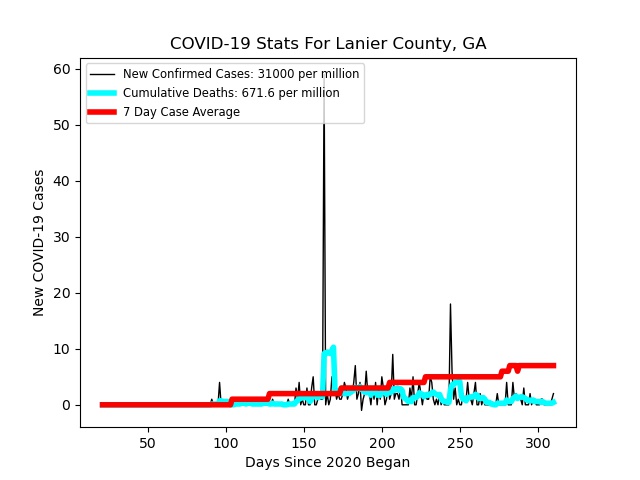 COVID-19 Stats For Lanier County, GA
New Confirmed Cases: 31000 per million
Cumulative Deaths: 671.6 per million
7 Day Case Average
60
50
40
30
20
10
0
New COVID-19 Cases
50 100 150 200 250 300
Days Since 2020 Began